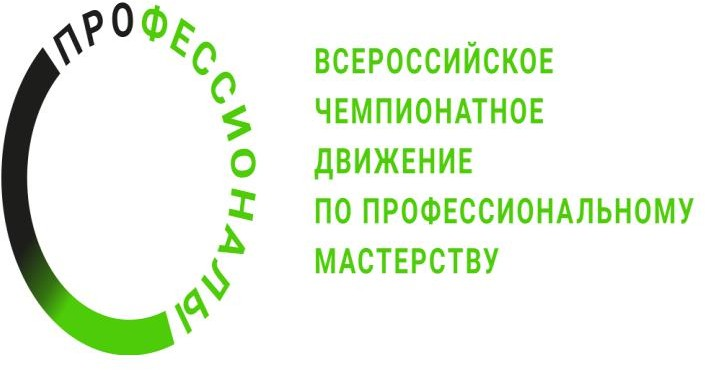 ПРОФЕССИОНАЛЫ
ВСЕРОССИЙСКОЕ
ЧЕМПИОНАТНОЕ
ДВИЖЕНИЕ
ПО ПРОФЕССИОНАЛЬНОМУ
МАСТЕРСТВУ